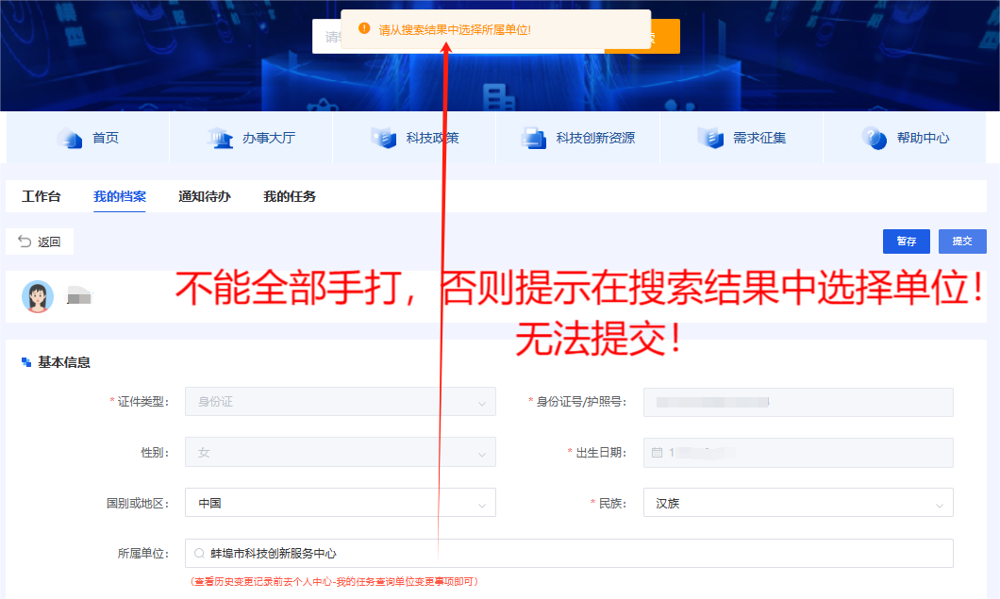 请从搜索结果中选择所属单位!
首页
办事大厅
科技政策
科技创新资源
需求征集
帮助中心
工作台
我的档案
通知待办
我的任务
返回
暂存
提交
不能全部手打，否则提示在搜索结果中选择单位！
无法提交！
基本信息
* 证件类型： 身份证
* 身份证号/护照号：
性别： 女
* 出生日期： 1
国别或地区： 中国
* 民族： 汉族
所属单位： 蚌埠市科技创新服务中心
（查看历史变更记录前去个人中心-我的任务查询单位变更事项即可）